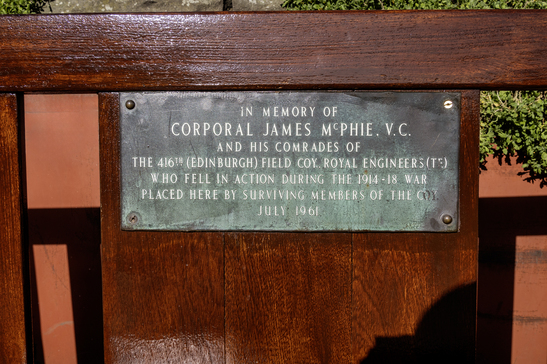 IN MEMORY OF
CORPORAL JAMES McPHIE. V.C.
AND HIS COMRADES OF
THE 416TH (EDINBURGH) FIELD COY. ROYAL ENGINEERS (TF)
WHO FELL IN ACTION DURING THE 1914-18 WAR
PLACED HERE BY SURVIVING MEMBERS OF THE COY.
JULY 1961